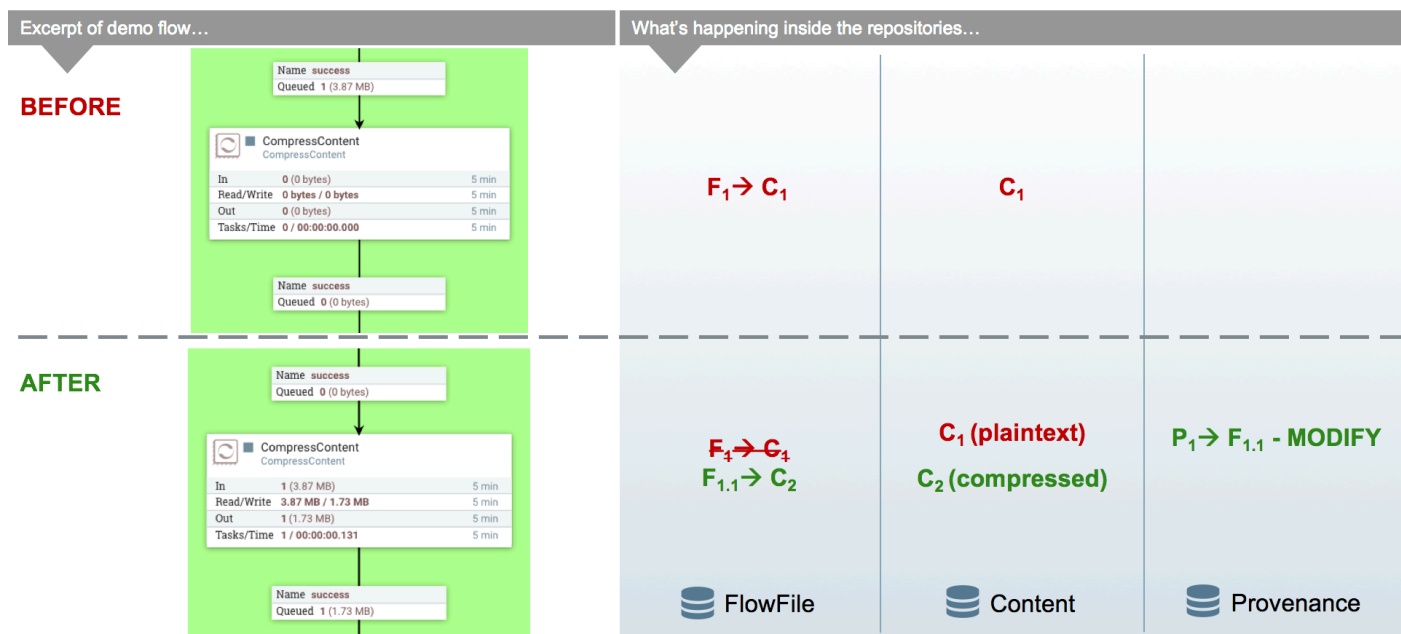 Excerpt of demo flow…
What's happening inside the repositories…
BEFORE
Name success
Queued 1 (3.87 MB)
CompressContent
CompressContent
In 0 (0 bytes) 5 min
Read/Write 0 bytes / 0 bytes 5 min
Out 0 (0 bytes) 5 min
Tasks/Time 0 / 00:00:00.000 5 min
Name success
Queued 0 (0 bytes)
F1→ C1
C1
AFTER
Name success
Queued 0 (0 bytes)
CompressContent
CompressContent
In 1 (3.87 MB) 5 min
Read/Write 3.87 MB / 1.73 MB 5 min
Out 1 (1.73 MB) 5 min
Tasks/Time 1 / 00:00:00.131 5 min
Name success
Queued 1 (1.73 MB)
F1→ C1
F1.1→ C2
C1 (plaintext)
C2 (compressed)
P1→ F1.1 - MODIFY
FlowFile
Content
Provenance